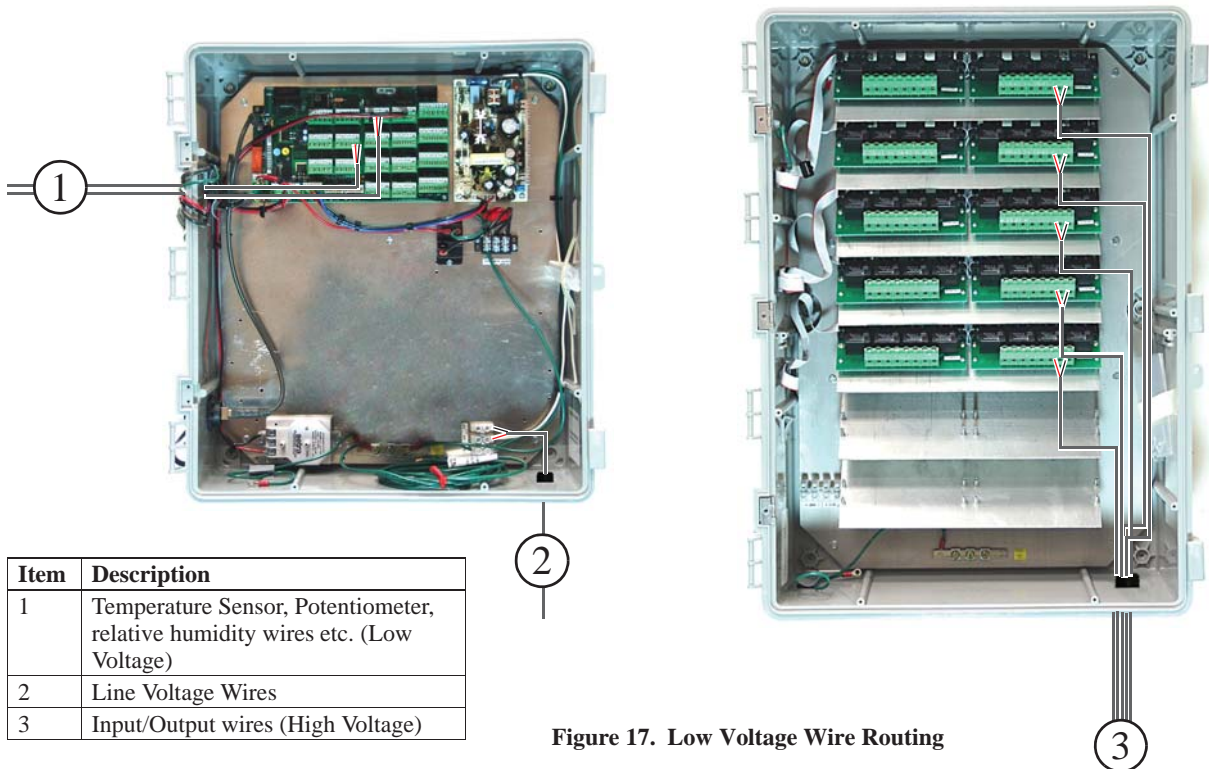 1
2
Item Description
1 Temperature Sensor, Potentiometer,
relative humidity wires etc. (Low
Voltage)
2 Line Voltage Wires
3 Input/Output wires (High Voltage)
Figure 17. Low Voltage Wire Routing
3